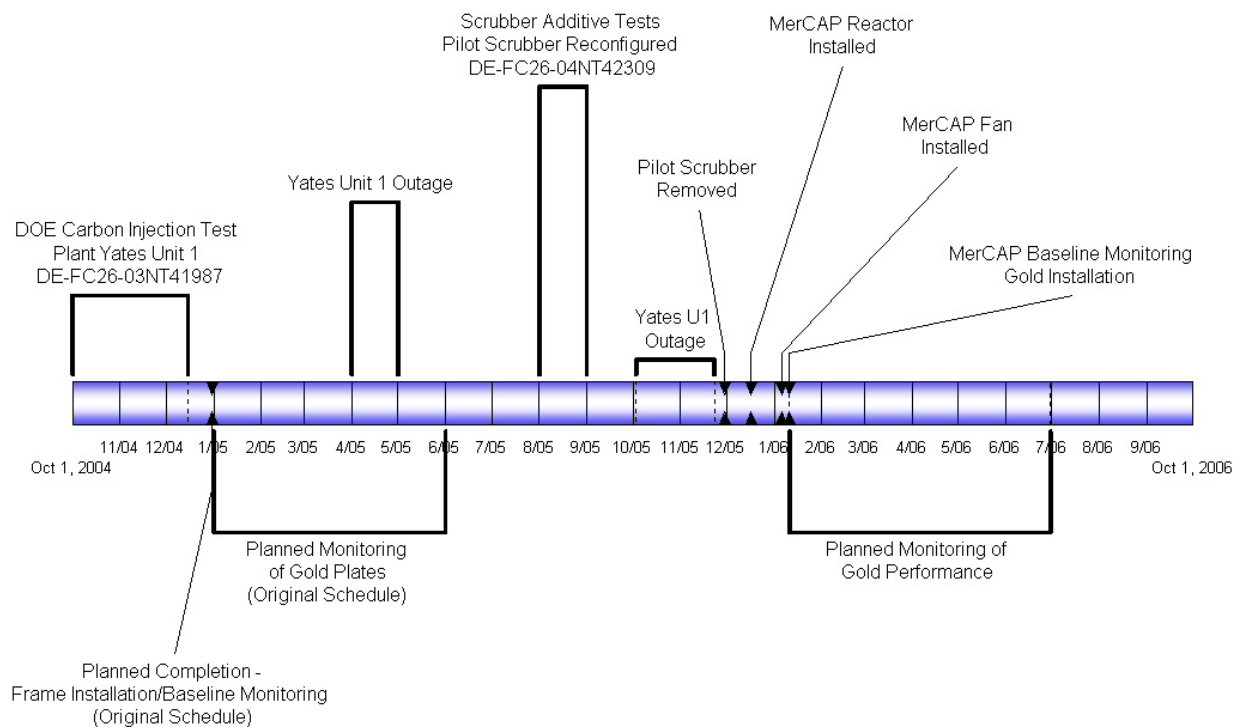 Scrubber Additive Tests
Pilot Scrubber Reconfigured
DE-FC26-04NT42309
MerCAP Reactor
Installed
MerCAP Fan
Installed
Pilot Scrubber
Removed
Yates Unit 1 Outage
DOE Carbon Injection Test
Plant Yates Unit 1
DE-FC26-03NT41987
MerCAP Baseline Monitoring
Gold Installation
Yates U1
Outage
11/04 12/04 1/05 2/05 3/05 4/05 5/05 6/05 7/05 8/05 9/05 10/05 11/05 12/05 1/06 2/06 3/06 4/06 5/06 6/06 7/06 8/06 9/06
Oct 1, 2004 Oct 1, 2006
Planned Monitoring
of Gold Plates
(Original Schedule)
Planned Monitoring of
Gold Performance
Planned Completion -
Frame Installation/Baseline Monitoring
(Original Schedule)